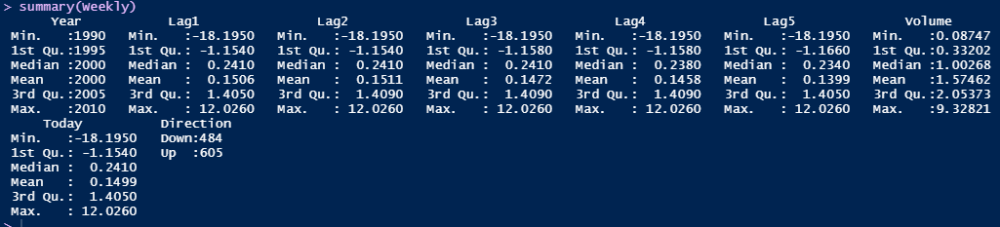 > summary(Weekly)
      Year           Lag1               Lag2               Lag3               Lag4               Lag5              Volume
 Min.   :1990   Min.   :-18.1950   Min.   :-18.1950   Min.   :-18.1950   Min.   :-18.1950   Min.   :-18.1950   Min.   :0.08747
 1st Qu.:1995   1st Qu.: -1.1540   1st Qu.: -1.1540   1st Qu.: -1.1580   1st Qu.: -1.1580   1st Qu.: -1.1660   1st Qu.:0.33202
 Median :2000   Median :  0.2410   Median :  0.2410   Median :  0.2410   Median :  0.2380   Median :  0.2340   Median :1.00268
 Mean   :2000   Mean   :  0.1506   Mean   :  0.1511   Mean   :  0.1472   Mean   :  0.1458   Mean   :  0.1399   Mean   :1.57462
 3rd Qu.:2005   3rd Qu.:  1.4050   3rd Qu.:  1.4090   3rd Qu.:  1.4090   3rd Qu.:  1.4090   3rd Qu.:  1.4050   3rd Qu.:2.05373
 Max.   :2010   Max.   : 12.0260   Max.   : 12.0260   Max.   : 12.0260   Max.   : 12.0260   Max.   : 12.0260   Max.   :9.32821
     Today          Direction
 Min.   :-18.1950   Down:484
 1st Qu.: -1.1540   Up  :605
 Median :  0.2410
 Mean   :  0.1499
 3rd Qu.:  1.4050
 Max.   : 12.0260
>